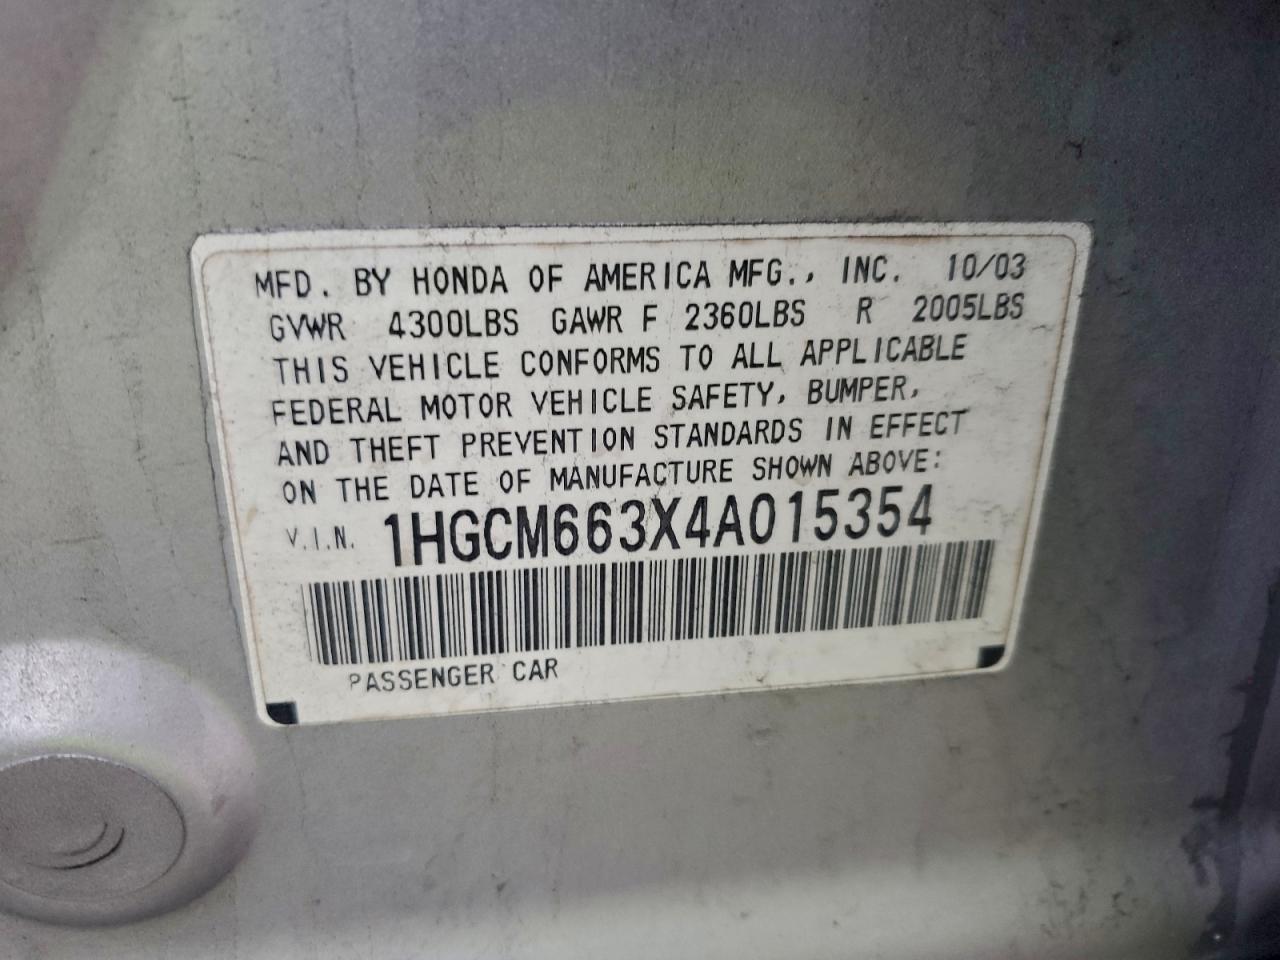 MFD. BY HONDA OF AMERICA MFG., INC. 10/03
GVWR 4300LBS GAWR F 2360LBS R 2005LBS
THIS VEHICLE CONFORMS TO ALL APPLICABLE
FEDERAL MOTOR VEHICLE SAFETY, BUMPER,
AND THEFT PREVENTION STANDARDS IN EFFECT
ON THE DATE OF MANUFACTURE SHOWN ABOVE:
V.I.N. 1HGCM663X4A015354
PASSENGER CAR